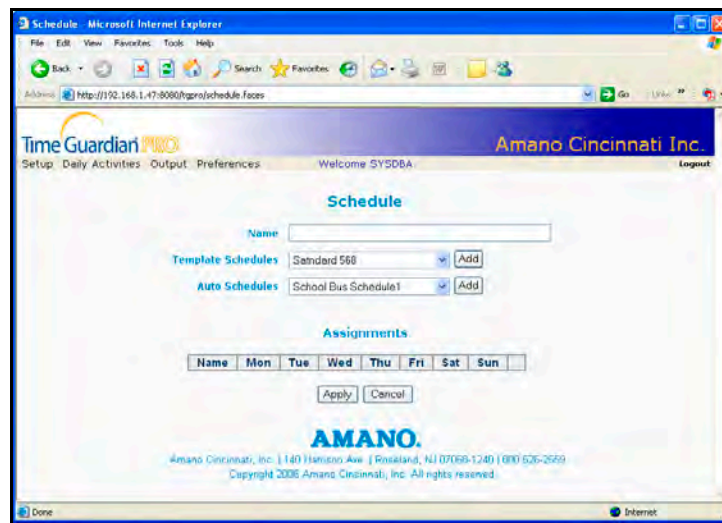 Schedule - Microsoft Internet Explorer
File Edit View Favorites Tools Help
Back Search Favorites
Address http://192.168.1.47:8080/tgpro/schedule.faces Go Links »
Time Guardian PRO Amano Cincinnati Inc.
Setup Daily Activities Output Preferences Welcome SYSDBA Logout
Schedule
Name
Template Schedules Satndard 568 Add
Auto Schedules School Bus Schedule1 Add
Assignments
Name Mon Tue Wed Thu Fri Sat Sun
Apply Cancel
AMANO.
Amano Cincinnati, Inc. | 140 Harrison Ave. | Roseland, NJ 07068-1240 | 800 526-2559
Copyright 2006 Amano Cincinnati, Inc. All rights reserved.
Done Internet